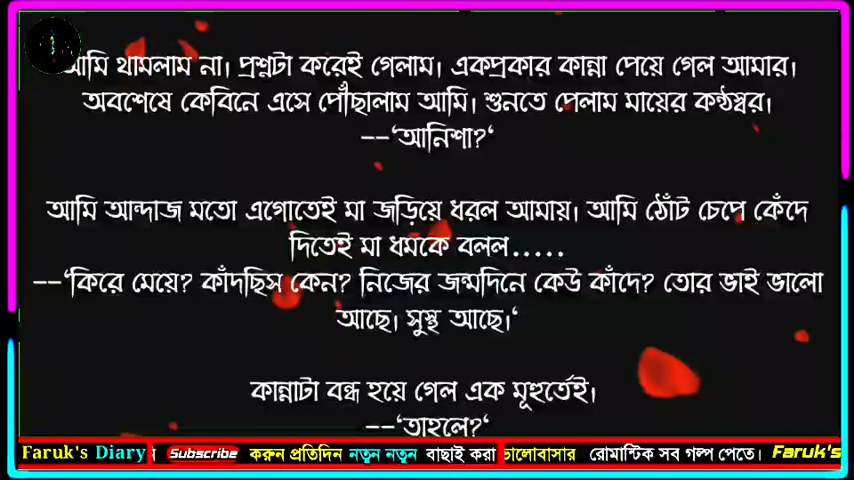 আমি থামলাম না। প্রশ্নটা করেই গেলাম। একপ্রকার কান্না পেয়ে গেল আমার।
অবশেষে কেবিনে এসে পৌঁছালাম আমি। শুনতে পেলাম মায়ের কন্ঠস্বর।
--‘আনিশা?‘
আমি আন্দাজ মতো এগোতেই মা জড়িয়ে ধরল আমায়। আমি ঠোঁট চেপে কেঁদে
দিতেই মা ধমকে বলল.....
--‘কিরে মেয়ে? কাঁদছিস কেন? নিজের জন্মদিনে কেউ কাঁদে? তোর ভাই ভালো
আছে। সুস্থ আছে।‘
কান্নাটা বন্ধ হয়ে গেল এক মূহুর্তেই।
--‘তাহলে?‘
Faruk's Diary Subscribe করুন প্রতিদিন নতুন নতুন বাছাই করা ভালোবাসার রোমান্টিক সব গল্প পেতে। Faruk's